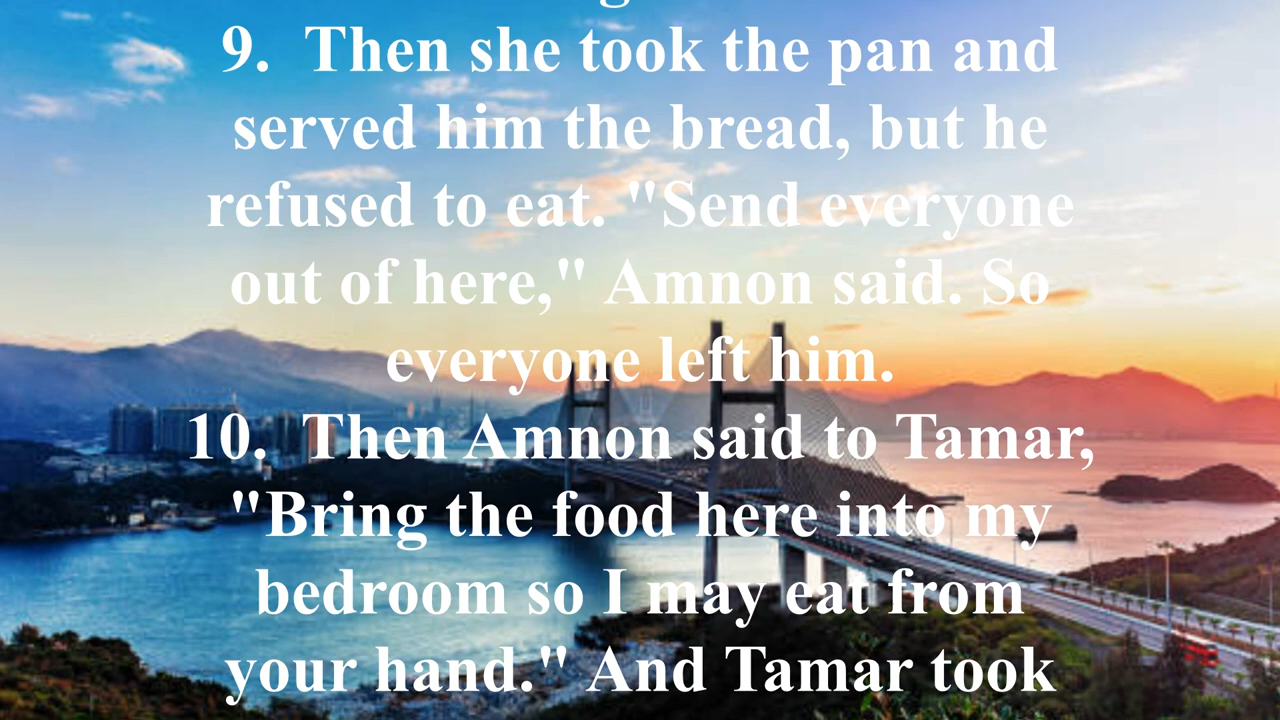 9. Then she took the pan and
served him the bread, but he
refused to eat. "Send everyone
out of here," Amnon said. So
everyone left him.
10. Then Amnon said to Tamar,
"Bring the food here into my
bedroom so I may eat from
your hand." And Tamar took